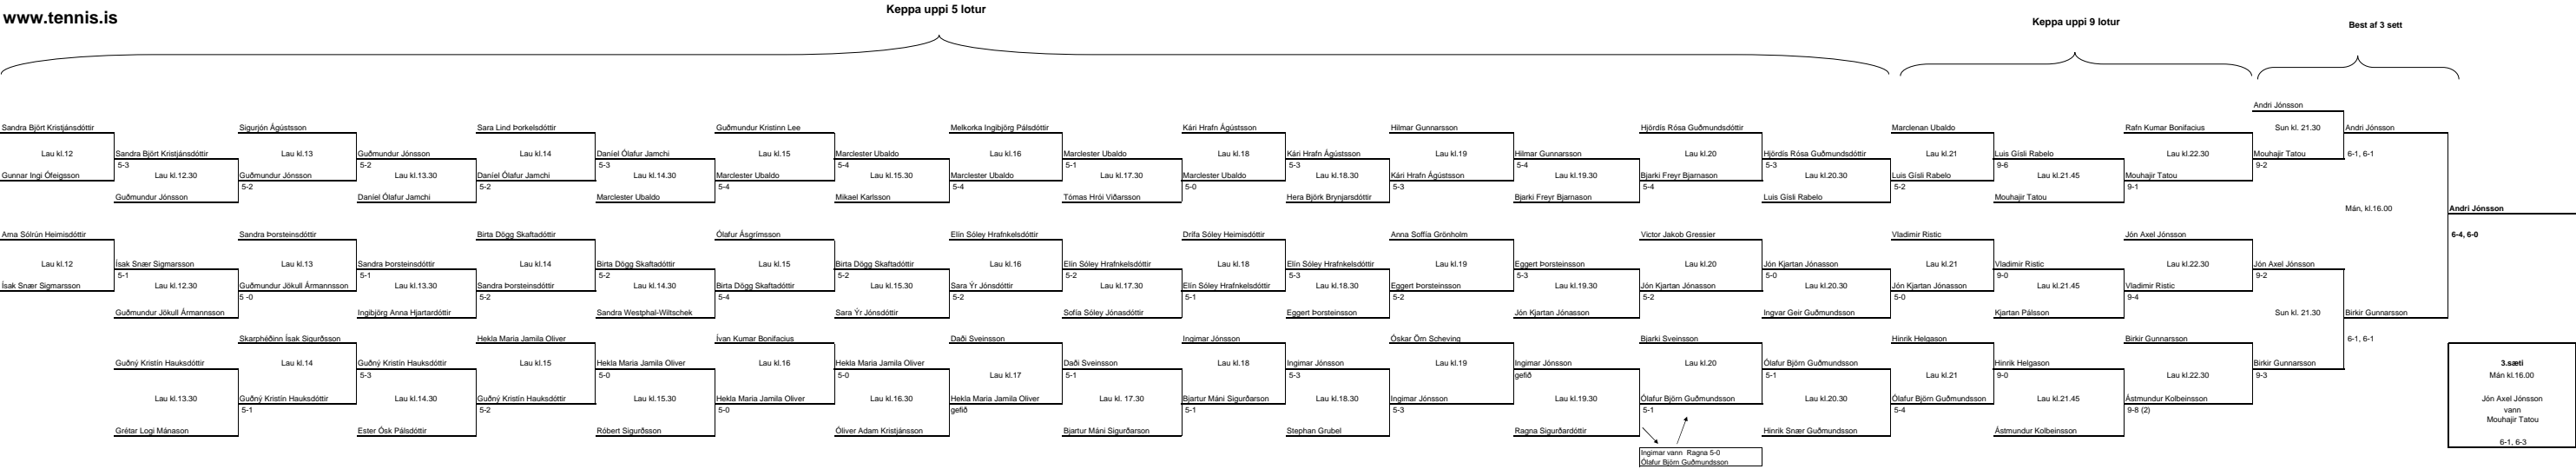 www.tennis.is
Keppa uppi 5 lotur
Keppa uppi 9 lotur
Best af 3 sett
Andri Jónsson
Sandra Björt Kristjánsdóttir
Sigurjón Ágústsson
Sara Lind Þorkelsdóttir
Guðmundur Kristinn Lee
Melkorka Ingibjörg Pálsdóttir
Kári Hrafn Ágústsson
Hilmar Gunnarsson
Hjördís Rósa Guðmundsdóttir
Marclenan Ubaldo
Rafn Kumar Bonifacius
Sun kl. 21.30
Andri Jónsson
Lau kl.12
Sandra Björt Kristjánsdóttir
Lau kl.13
Guðmundur Jónsson
Lau kl.14
Daníel Ólafur Jamchi
Lau kl.15
Marclester Ubaldo
Lau kl.16
Marclester Ubaldo
Lau kl.18
Kári Hrafn Ágústsson
Lau kl.19
Hilmar Gunnarsson
Lau kl.20
Hjördís Rósa Guðmundsdóttir
Lau kl.21
Luis Gísli Rabelo
Lau kl.22.30
Mouhajir Tatou
6-1, 6-1
5-3
5-2
5-3
5-4
5-1
5-3
5-4
5-3
9-6
9-2
Gunnar Ingi Ófeigsson
Lau kl.12.30
Guðmundur Jónsson
Lau kl.13.30
Daníel Ólafur Jamchi
Lau kl.14.30
Marclester Ubaldo
Lau kl.15.30
Marclester Ubaldo
Lau kl.17.30
Marclester Ubaldo
Lau kl.18.30
Kári Hrafn Ágústsson
Lau kl.19.30
Bjarki Freyr Bjarnason
Lau kl.20.30
Luis Gísli Rabelo
Lau kl.21.45
Mouhajir Tatou
5-2
5-2
5-4
5-4
5-0
5-3
5-4
5-2
9-1
Guðmundur Jónsson
Daníel Ólafur Jamchi
Marclester Ubaldo
Mikael Karlsson
Tómas Hrói Viðarsson
Hera Björk Brynjarsdóttir
Bjarki Freyr Bjarnason
Luis Gísli Rabelo
Mouhajir Tatou
Mán, kl.16.00
Andri Jónsson
6-4, 6-0
Arna Sólrún Heimisdóttir
Sandra Þorsteinsdóttir
Birta Dögg Skaftadóttir
Ólafur Ásgrímsson
Elín Sóley Hrafnkelsdóttir
Drífa Sóley Heimisdóttir
Anna Soffía Grönholm
Victor Jakob Gressier
Vladimir Ristic
Jón Axel Jónsson
Lau kl.12
Ísak Snær Sigmarsson
Lau kl.13
Sandra Þorsteinsdóttir
Lau kl.14
Birta Dögg Skaftadóttir
Lau kl.15
Birta Dögg Skaftadóttir
Lau kl.16
Elín Sóley Hrafnkelsdóttir
Lau kl.18
Elín Sóley Hrafnkelsdóttir
Lau kl.19
Eggert Þorsteinsson
Lau kl.20
Jón Kjartan Jónasson
Lau kl.21
Vladimir Ristic
Lau kl.22.30
Jón Axel Jónsson
5-1
5-1
5-2
5-2
5-2
5-3
5-3
5-0
9-0
9-2
Ísak Snær Sigmarsson
Lau kl.12.30
Guðmundur Jökull Ármannsson
Lau kl.13.30
Sandra Þorsteinsdóttir
Lau kl.14.30
Birta Dögg Skaftadóttir
Lau kl.15.30
Sara Ýr Jónsdóttir
Lau kl.17.30
Elín Sóley Hrafnkelsdóttir
Lau kl.18.30
Eggert Þorsteinsson
Lau kl.19.30
Jón Kjartan Jónasson
Lau kl.20.30
Jón Kjartan Jónasson
Lau kl.21.45
Vladimir Ristic
5 -0
5-2
5-4
5-2
5-1
5-2
5-2
5-0
9-4
Guðmundur Jökull Ármannsson
Ingibjörg Anna Hjartardóttir
Sandra Westphal-Wiltschek
Sara Ýr Jónsdóttir
Sofía Sóley Jónasdóttir
Eggert Þorsteinsson
Jón Kjartan Jónasson
Ingvar Geir Guðmundsson
Kjartan Pálsson
Sun kl. 21.30
Birkir Gunnarsson
6-1, 6-1
Skarphéðinn Ísak Sigurðsson
Hekla Maria Jamila Oliver
Ívan Kumar Bonifacius
Daði Sveinsson
Ingimar Jónsson
Óskar Örn Scheving
Bjarki Sveinsson
Hinrik Helgason
Birkir Gunnarsson
Guðný Kristín Hauksdóttir
Lau kl.14
Guðný Kristín Hauksdóttir
Lau kl.15
Hekla Maria Jamila Oliver
Lau kl.16
Hekla Maria Jamila Oliver
Lau kl.17
Daði Sveinsson
Lau kl.18
Ingimar Jónsson
Lau kl.19
Ingimar Jónsson
Lau kl.20
Ólafur Björn Guðmundsson
Lau kl.21
Hinrik Helgason
Lau kl.22.30
Birkir Gunnarsson
5-3
5-0
5-0
5-1
5-3
gefið
5-1
9-0
9-3
Lau kl.13.30
Guðný Kristín Hauksdóttir
Lau kl.14.30
Guðný Kristín Hauksdóttir
Lau kl.15.30
Hekla Maria Jamila Oliver
Lau kl.16.30
Hekla Maria Jamila Oliver
Lau kl. 17.30
Bjartur Máni Sigurðarson
Lau kl.18.30
Ingimar Jónsson
Lau kl.19.30
Ólafur Björn Guðmundsson
Lau kl.20.30
Ólafur Björn Guðmundsson
Lau kl.21.45
Ástmundur Kolbeinsson
5-1
5-2
5-0
gefið
5-1
5-3
5-1
5-4
9-8 (2)
Grétar Logi Mánason
Ester Ósk Pálsdóttir
Róbert Sigurðsson
Óliver Adam Kristjánsson
Bjartur Máni Sigurðarson
Stephan Grubel
Ragna Sigurðardóttir
Hinrik Snær Guðmundsson
Ástmundur Kolbeinsson
Ingimar vann Ragna 5-0
Ólafur Björn Guðmundsson
3.sæti
Mán kl.16.00
Jón Axel Jónsson
vann
Mouhajir Tatou
6-1, 6-3